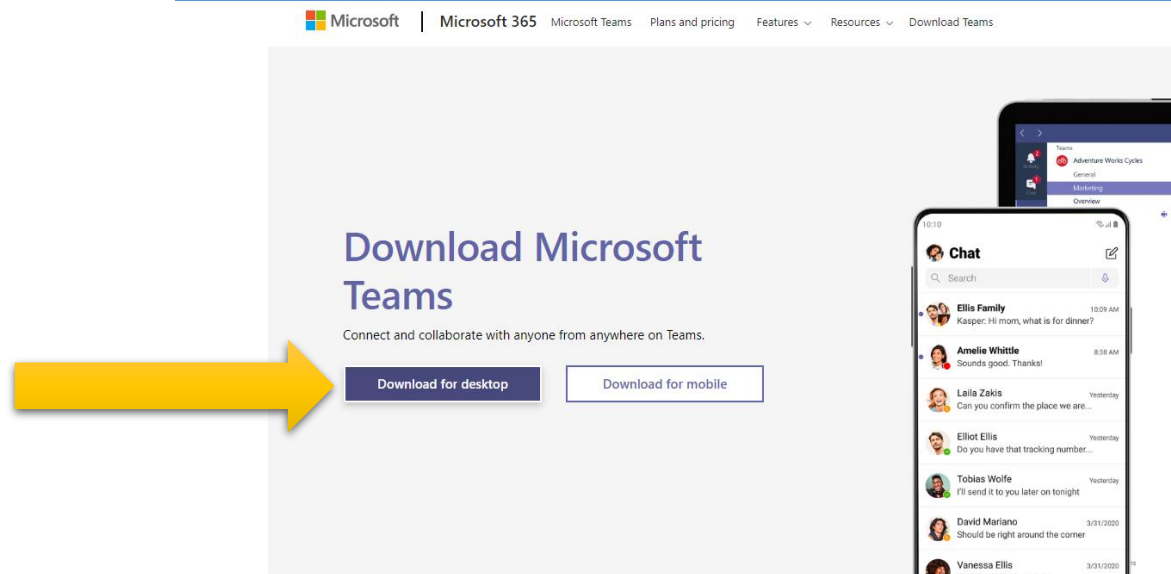 Microsoft | Microsoft 365 Microsoft Teams Plans and pricing Features Resources Download Teams
Download Microsoft
Teams
Connect and collaborate with anyone from anywhere on Teams.
Download for desktop Download for mobile
Teams
Activity 2
Adventure Works Cycles
General
Chat 1
Marketing
Overview
10:10
Chat
Search
Ellis Family 10:09 AM
Kasper: Hi mom, what is for dinner?
Amelie Whittle 8:38 AM
Sounds good. Thanks!
Laila Zakis Yesterday
Can you confirm the place we are...
Elliot Ellis Yesterday
Do you have that tracking number...
Tobias Wolfe Yesterday
I'll send it to you later on tonight
David Mariano 3/31/2020
Should be right around the corner
Vanessa Ellis 3/31/2020